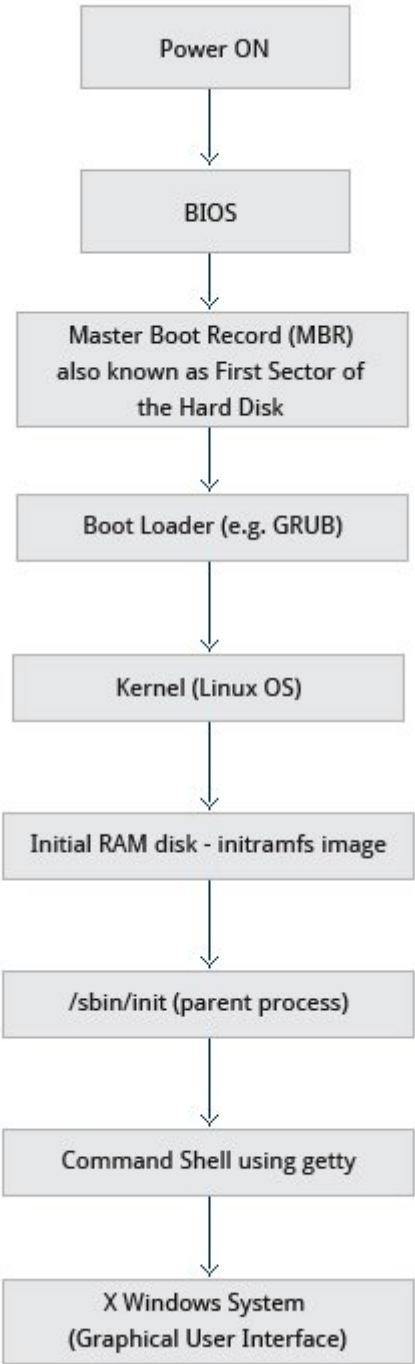 Power ON
BIOS
Master Boot Record (MBR)
also known as First Sector of
the Hard Disk
Boot Loader (e.g. GRUB)
Kernel (Linux OS)
Initial RAM disk - initramfs image
/sbin/init (parent process)
Command Shell using getty
X Windows System
(Graphical User Interface)